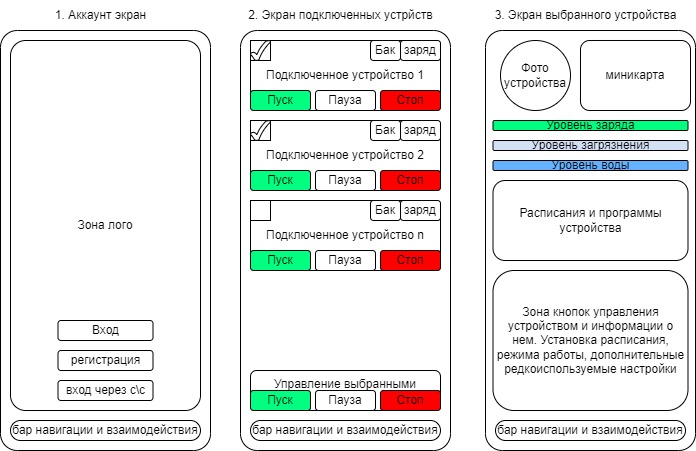 1. Аккаунт экран
Зона лого
Вход
регистрация
вход через с\с
бар навигации и взаимодействия
2. Экран подключенных устрйств
Бак заряд
Подключенное устройство 1
Пуск Пауза Стоп
Бак заряд
Подключенное устройство 2
Пуск Пауза Стоп
Бак заряд
Подключенное устройство n
Пуск Пауза Стоп
Управление выбранными
Пуск Пауза Стоп
бар навигации и взаимодействия
3. Экран выбранного устройства
Фото
устройства
миникарта
Уровень заряда
Уровень загрязнения
Уровень воды
Расписания и программы
устройства
Зона кнопок управления
устройством и информации о
нем. Установка расписания,
режима работы, дополнительные
редкоиспользуемые настройки
бар навигации и взаимодействия